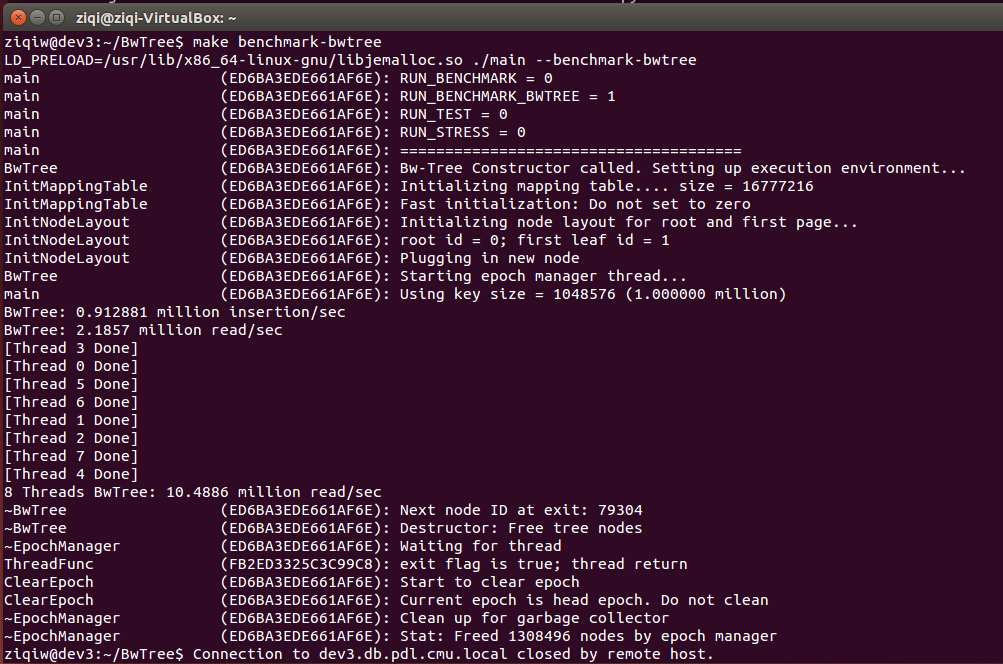 ziqi@ziqi-VirtualBox: ~
ziqiw@dev3:~/BwTree$ make benchmark-bwtree
LD_PRELOAD=/usr/lib/x86_64-linux-gnu/libjemalloc.so ./main --benchmark-bwtree
main                    (ED6BA3EDE661AF6E): RUN_BENCHMARK = 0
main                    (ED6BA3EDE661AF6E): RUN_BENCHMARK_BWTREE = 1
main                    (ED6BA3EDE661AF6E): RUN_TEST = 0
main                    (ED6BA3EDE661AF6E): RUN_STRESS = 0
main                    (ED6BA3EDE661AF6E): ======================================
BwTree                  (ED6BA3EDE661AF6E): Bw-Tree Constructor called. Setting up execution environment...
InitMappingTable        (ED6BA3EDE661AF6E): Initializing mapping table.... size = 16777216
InitMappingTable        (ED6BA3EDE661AF6E): Fast initialization: Do not set to zero
InitNodeLayout          (ED6BA3EDE661AF6E): Initializing node layout for root and first page...
InitNodeLayout          (ED6BA3EDE661AF6E): root id = 0; first leaf id = 1
InitNodeLayout          (ED6BA3EDE661AF6E): Plugging in new node
BwTree                  (ED6BA3EDE661AF6E): Starting epoch manager thread...
main                    (ED6BA3EDE661AF6E): Using key size = 1048576 (1.000000 million)
BwTree: 0.912881 million insertion/sec
BwTree: 2.1857 million read/sec
[Thread 3 Done]
[Thread 0 Done]
[Thread 5 Done]
[Thread 6 Done]
[Thread 1 Done]
[Thread 2 Done]
[Thread 7 Done]
[Thread 4 Done]
8 Threads BwTree: 10.4886 million read/sec
~BwTree                 (ED6BA3EDE661AF6E): Next node ID at exit: 79304
~BwTree                 (ED6BA3EDE661AF6E): Destructor: Free tree nodes
~EpochManager           (ED6BA3EDE661AF6E): Waiting for thread
ThreadFunc              (FB2ED3325C3C99C8): exit flag is true; thread return
ClearEpoch              (ED6BA3EDE661AF6E): Start to clear epoch
ClearEpoch              (ED6BA3EDE661AF6E): Current epoch is head epoch. Do not clean
~EpochManager           (ED6BA3EDE661AF6E): Clean up for garbage collector
~EpochManager           (ED6BA3EDE661AF6E): Stat: Freed 1308496 nodes by epoch manager
ziqiw@dev3:~/BwTree$ Connection to dev3.db.pdl.cmu.local closed by remote host.